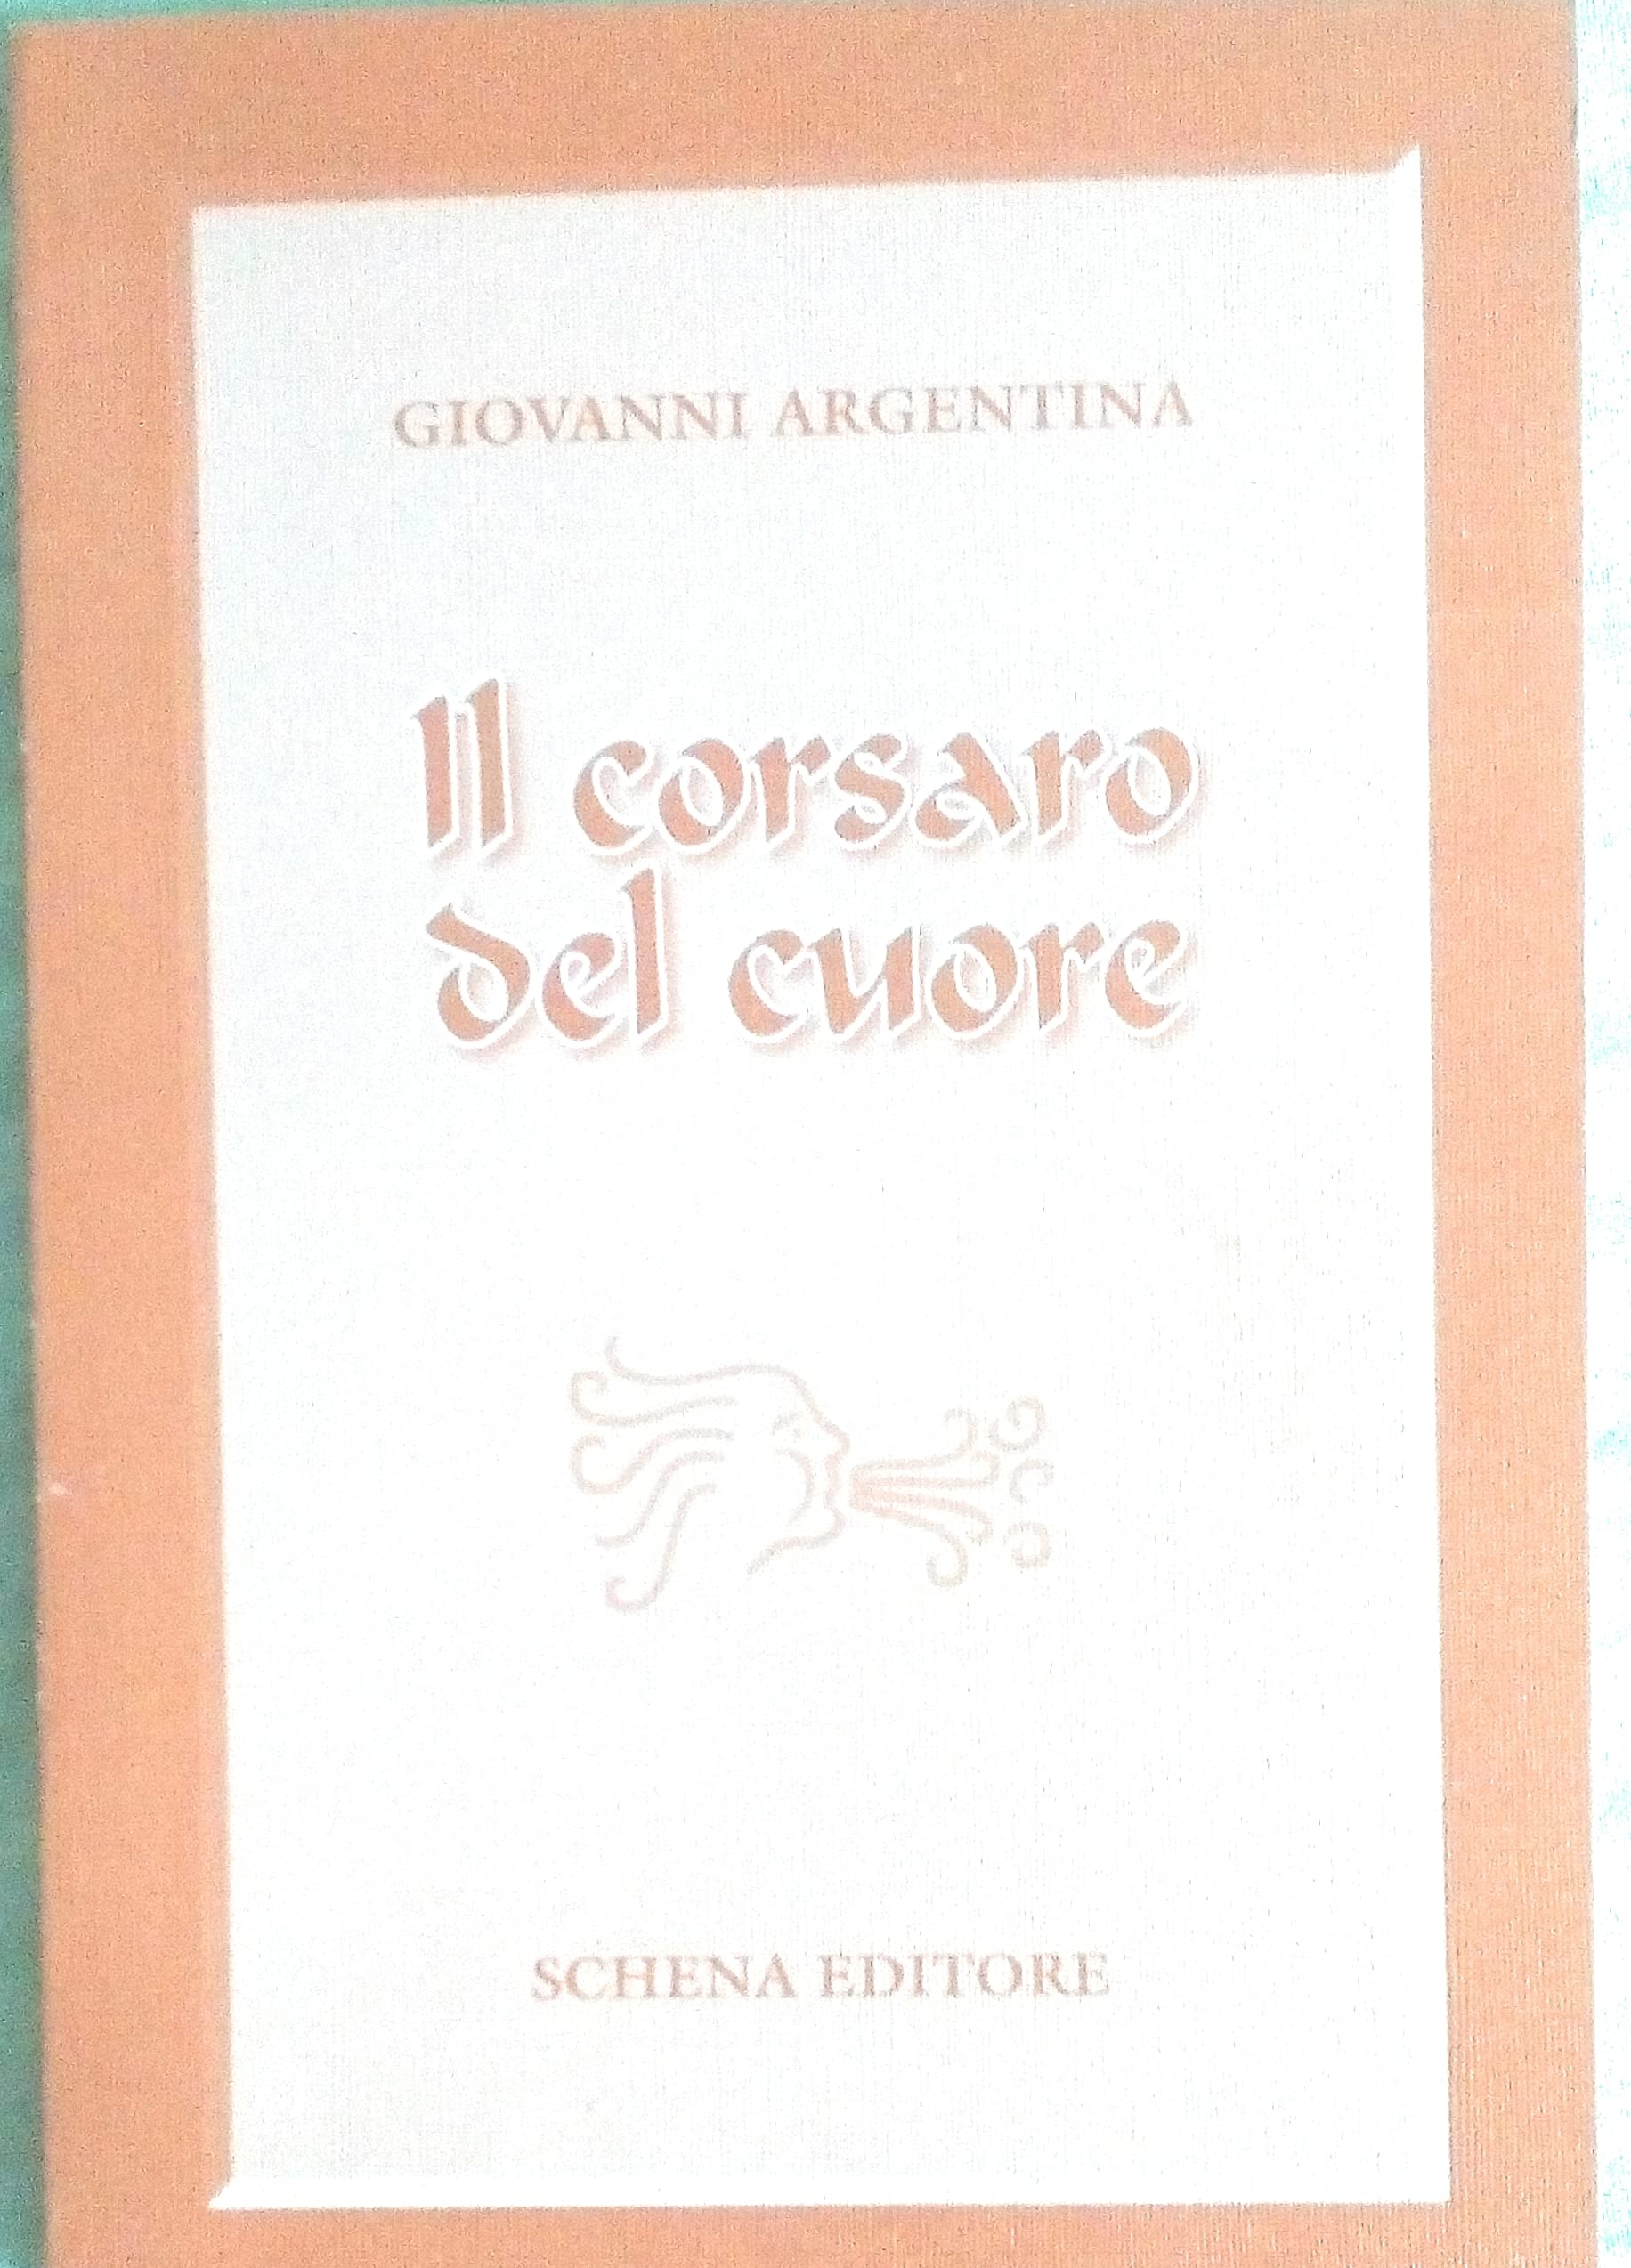 GIOVANNI ARGENTINA
Il corsaro
del cuore
SCHENA EDITORE